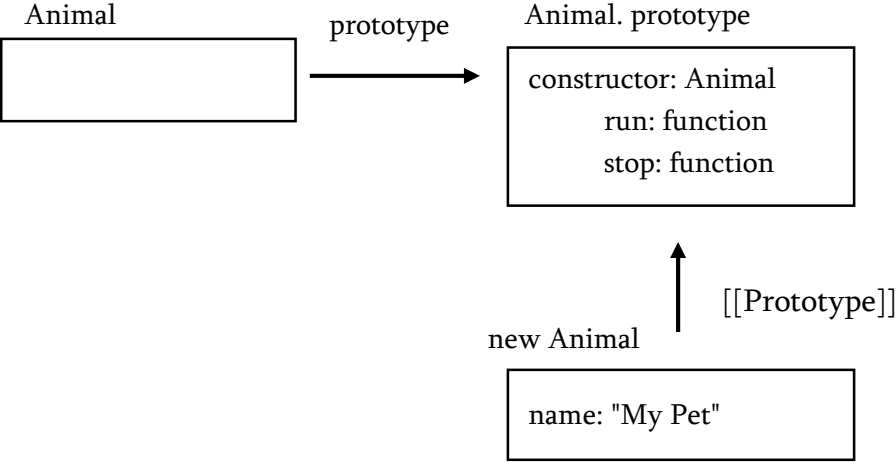 Animal
prototype
Animal. prototype
constructor: Animal
run: function
stop: function
[[Prototype]]
new Animal
name: "My Pet"